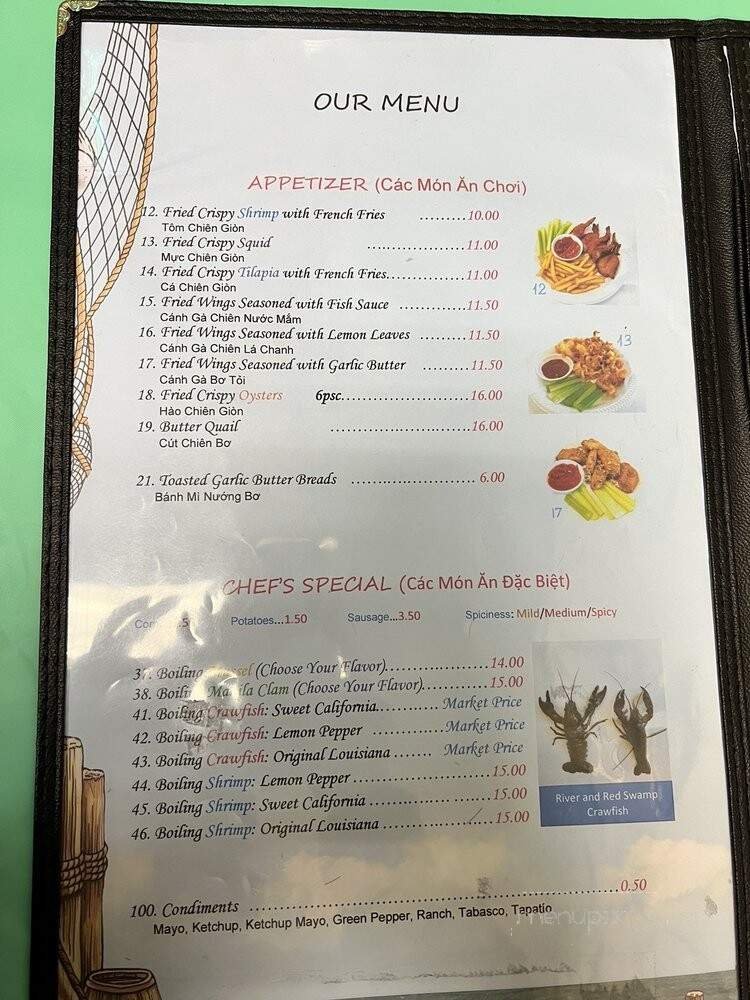 OUR MENU
APPETIZER (Các Món Ăn Chơi)
12. Fried Crispy Shrimp with French Fries .........10.00
Tôm Chiên Giòn
13. Fried Crispy Squid ....................11.00
Mực Chiên Giòn
14. Fried Crispy Tilapia with French Fries................11.00
Cá Chiên Giòn
15. Fried Wings Seasoned with Fish Sauce .............11.50
Cánh Gà Chiên Nước Mắm
16. Fried Wings Seasoned with Lemon Leaves .........11.50
Cánh Gà Chiên Lá Chanh
17. Fried Wings Seasoned with Garlic Butter .........11.50
Cánh Gà Bơ Tỏi
18. Fried Crispy Oysters 6psc..........................16.00
Hào Chiên Giòn
19. Butter Quail ..........................16.00
Cút Chiên Bơ
21. Toasted Garlic Butter Breads ........................ 6.00
Bánh Mì Nướng Bơ
12
13
17
CHEF'S SPECIAL (Các Món Ăn Đặc Biệt)
Potatoes...1.50 Sausage...3.50 Spiciness: Mild/Medium/Spicy
37. Boiling (Choose Your Flavor)....................14.00
38. Boiling Manila Clam (Choose Your Flavor).............15.00
41. Boiling Crawfish: Sweet California............ Market Price
42. Boiling Crawfish: Lemon Pepper ............. Market Price
43. Boiling Crawfish: Original Louisiana ....... Market Price
44. Boiling Shrimp: Lemon Pepper ..........................15.00
45. Boiling Shrimp: Sweet California .......................15.00
46. Boiling Shrimp: Original Louisiana .....................15.00
River and Red Swamp
Crawfish
100. Condiments ............................................................0.50
Mayo, Ketchup, Ketchup Mayo, Green Pepper, Ranch, Tabasco, Tapatio